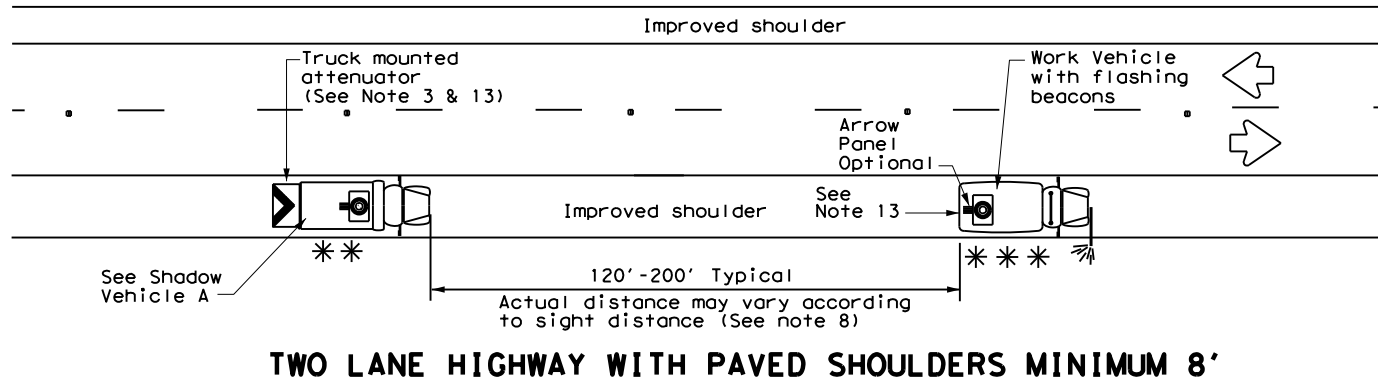 Improved shoulder
Truck mounted
attenuator
(See Note 3 & 13)
Work Vehicle
with flashing
beacons
Arrow
Panel
Optional
See
Note 13
Improved shoulder
** 
***
See Shadow
Vehicle A
120'-200' Typical
Actual distance may vary according
to sight distance (See note 8)
TWO LANE HIGHWAY WITH PAVED SHOULDERS MINIMUM 8'